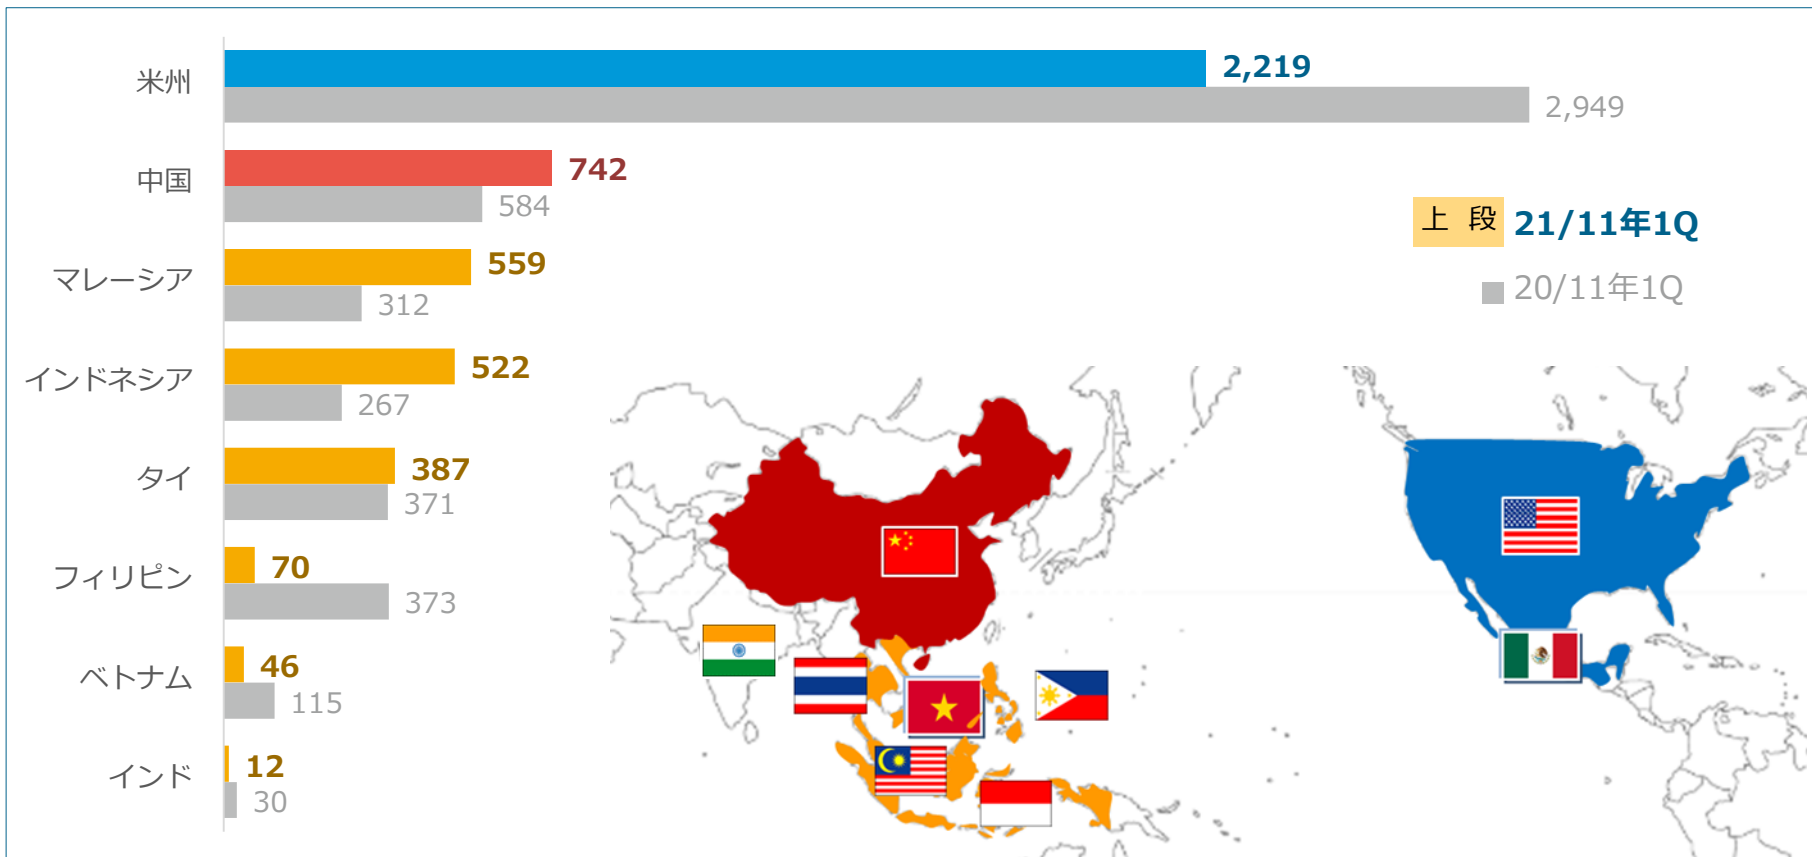 米州
2,219
2,949
中国
742
584
上 段 21/11年1Q
20/11年1Q
マレーシア
559
312
インドネシア
522
267
タイ
387
371
フィリピン
70
373
ベトナム
46
115
インド
12
30